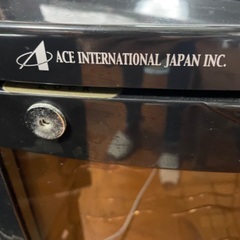 ACE INTERNATIONAL JAPAN INC.